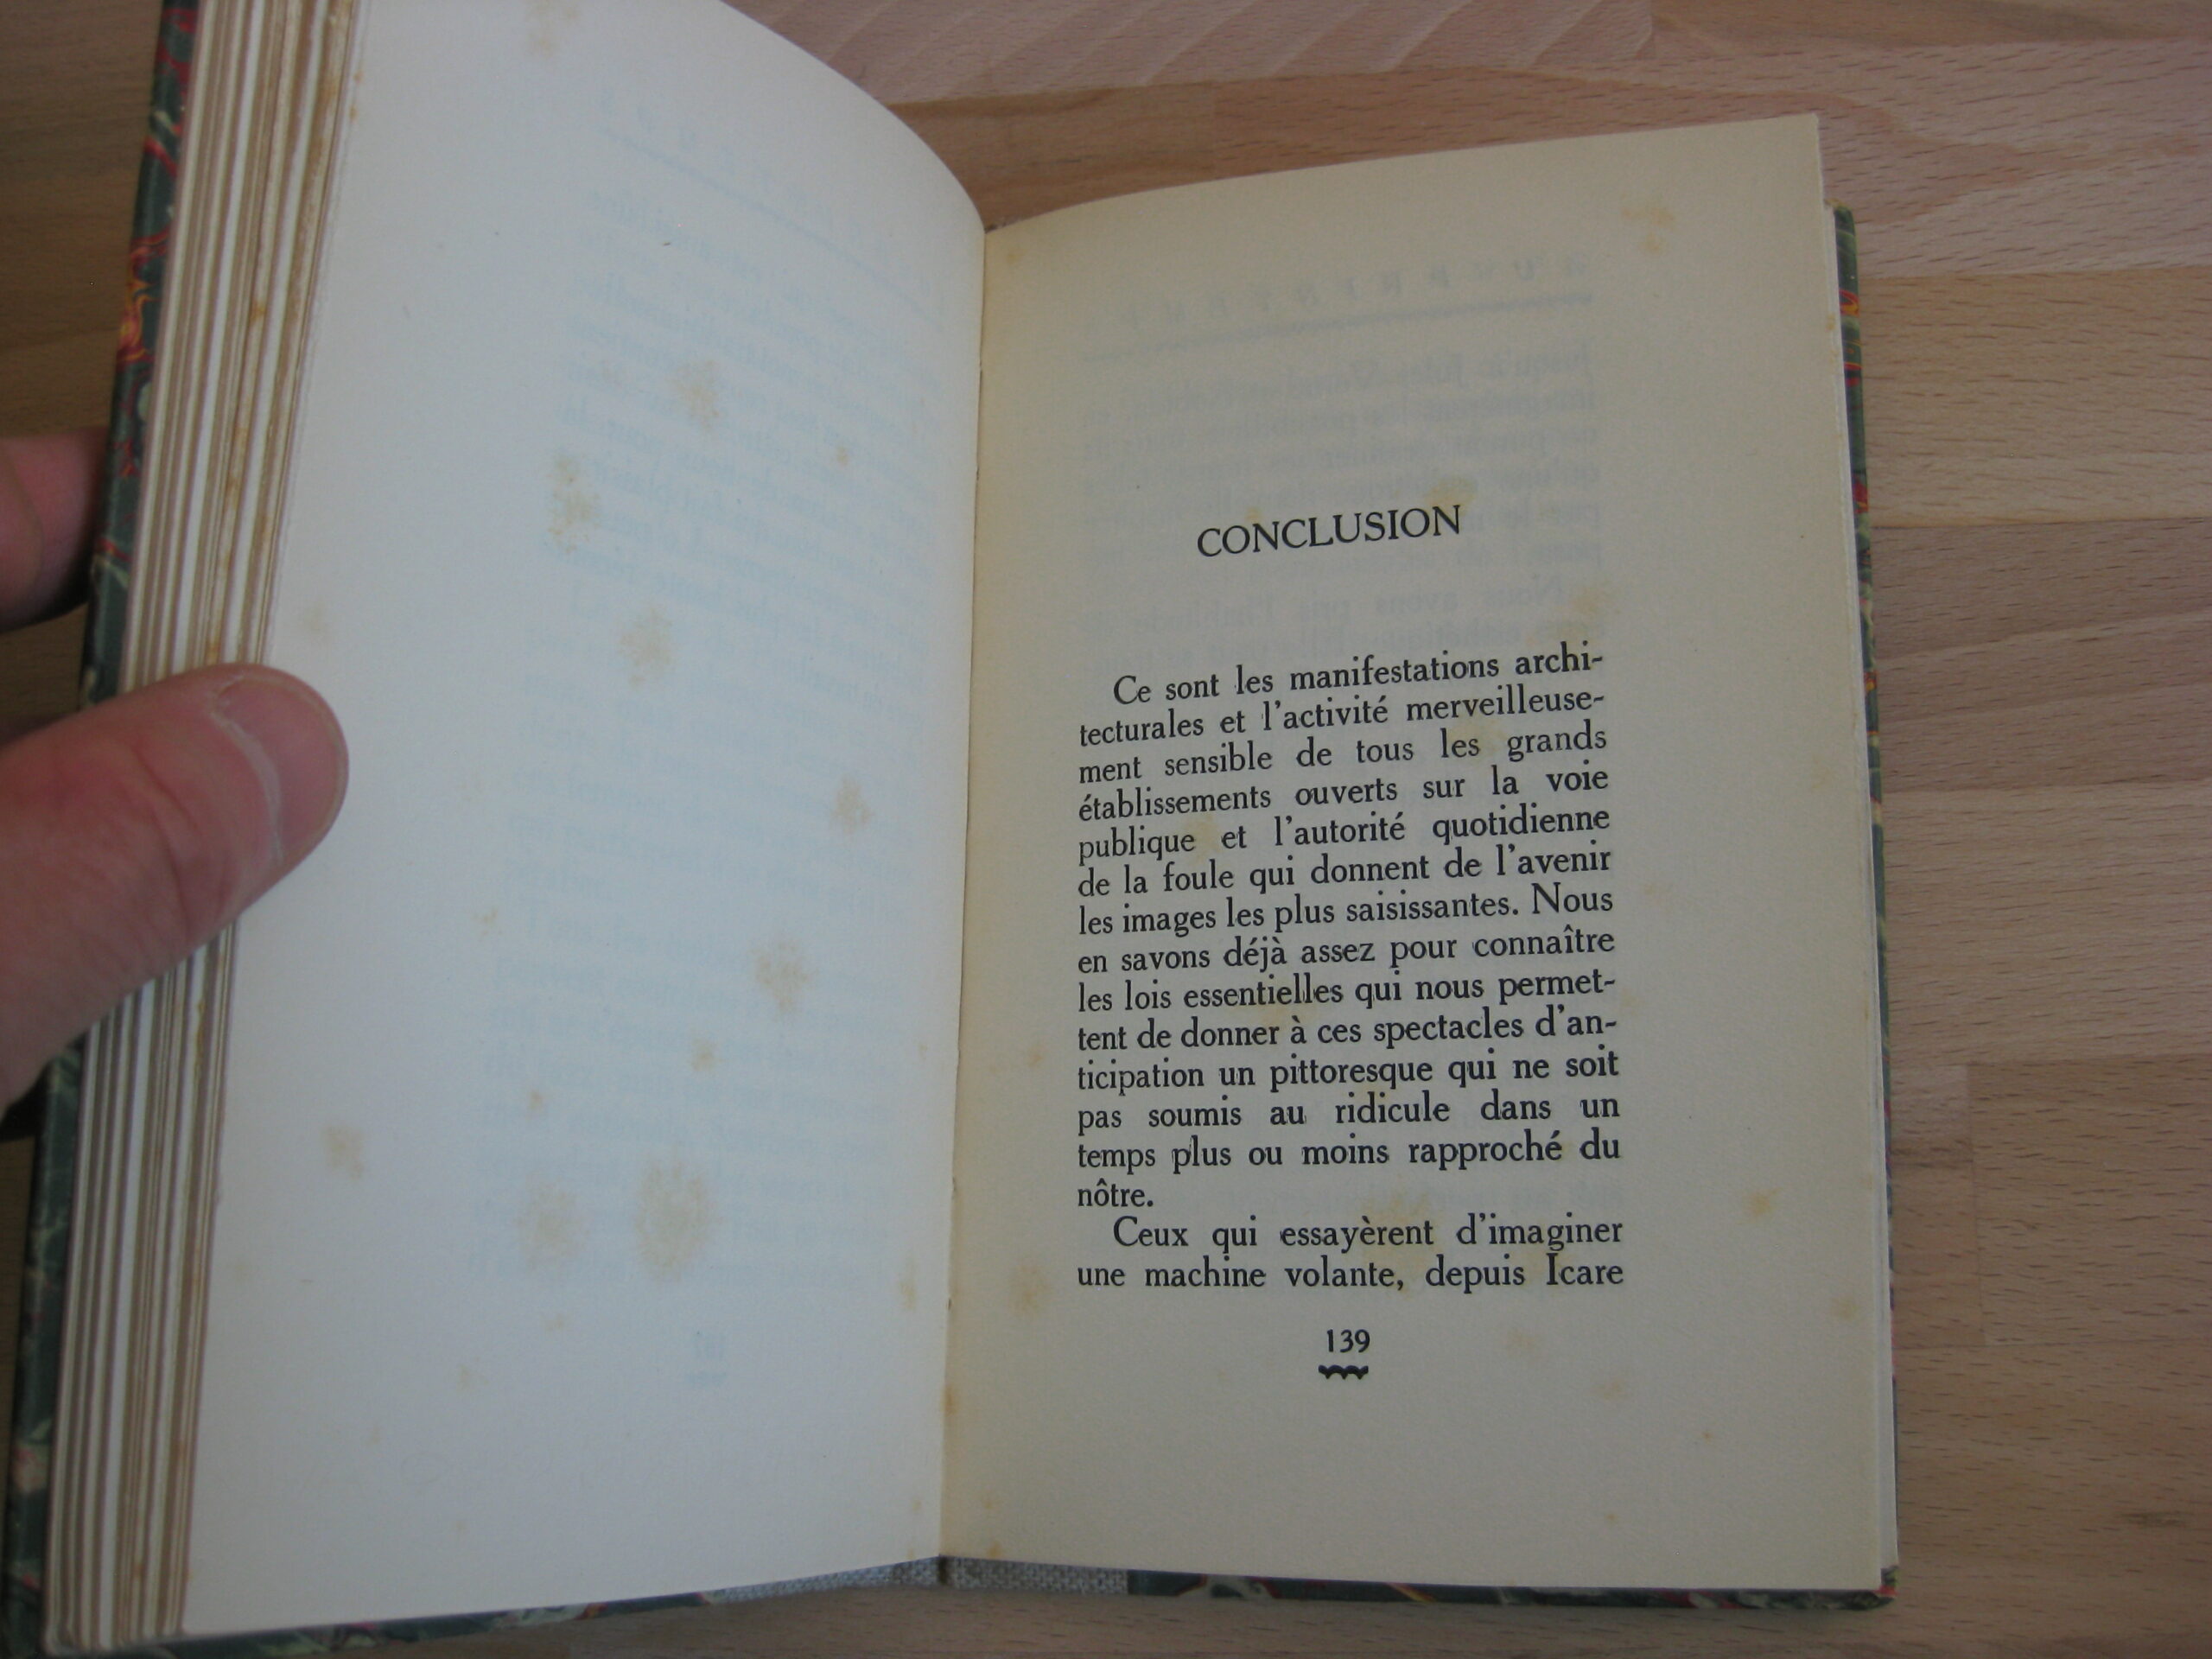 CONCLUSION
Ce sont les manifestations archi-
tecturales et l'activité merveilleuse-
ment sensible de tous les grands
établissements ouverts sur la voie
publique et l'autorité quotidienne
de la foule qui donnent de l'avenir
les images les plus saisissantes. Nous
en savons déjà assez pour connaître
les lois essentielles qui nous permet-
tent de donner à ces spectacles d'an-
ticipation un pittoresque qui ne soit
pas soumis au ridicule dans un
temps plus ou moins rapproché du
nôtre.
Ceux qui essayèrent d'imaginer
une machine volante, depuis Icare
139